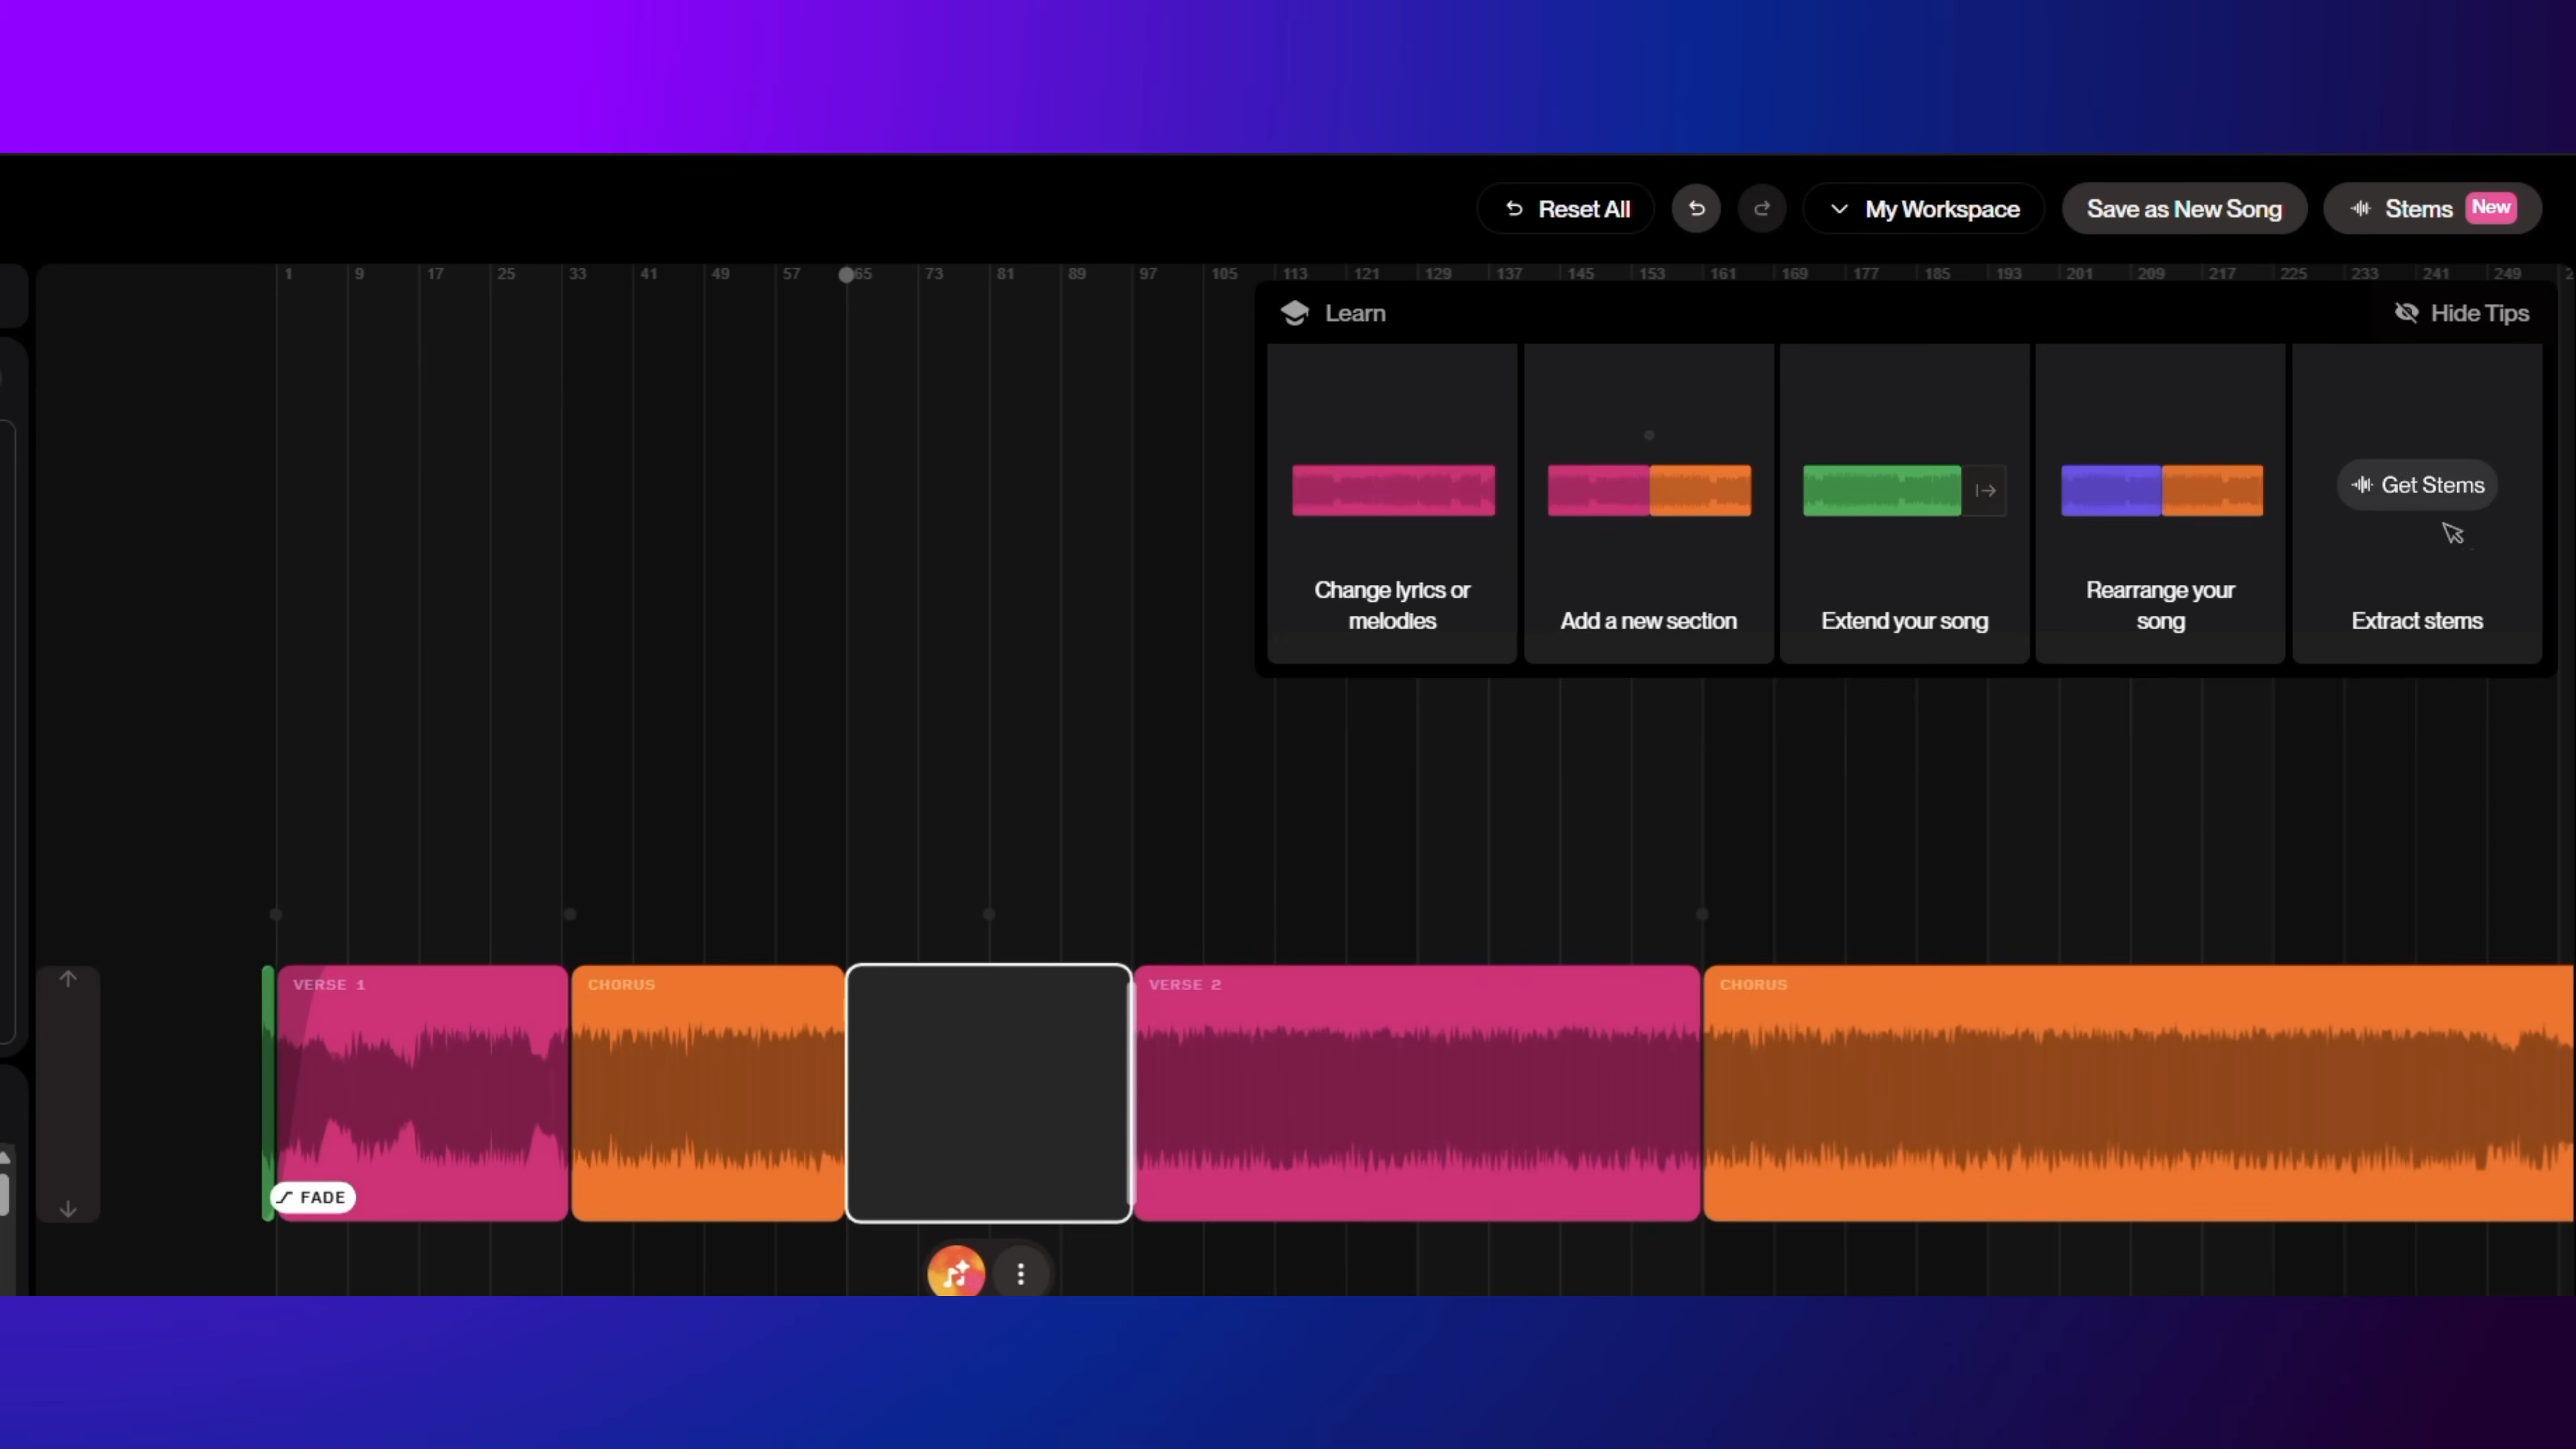 Reset All
My Workspace
Save as New Song
Stems New
1 9 17 25 33 41 49 57 65 73 81 89 97 105 113 121 129 137 145 153 161 169 177 185 193 201 209 217 225 233 241 249
Learn
Hide Tips
Get Stems
Change lyrics or
melodies
Add a new section
Extend your song
Rearrange your
song
Extract stems
VERSE 1
CHORUS
VERSE 2
CHORUS
FADE